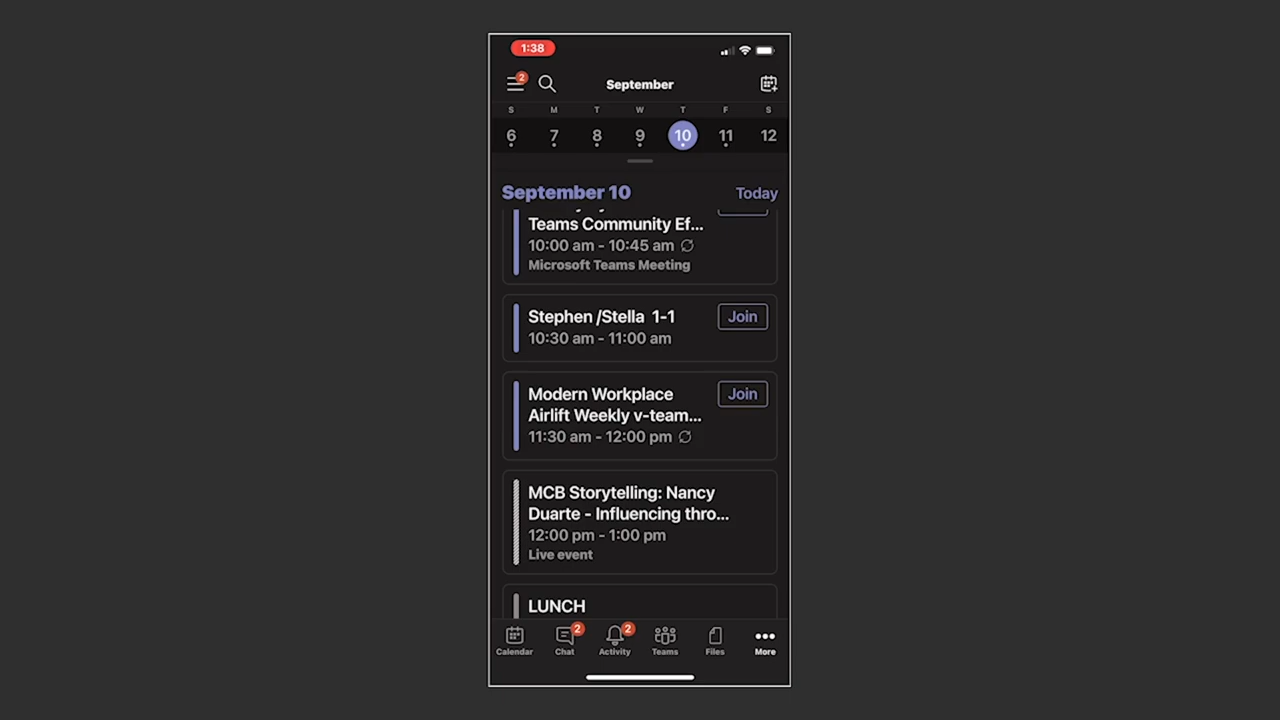 1:38
2
September
S M T W T F S
6 7 8 9 10 11 12
September 10 Today
Teams Community Ef...
10:00 am - 10:45 am
Microsoft Teams Meeting
Stephen /Stella 1-1 Join
10:30 am - 11:00 am
Modern Workplace Join
Airlift Weekly v-team...
11:30 am - 12:00 pm
MCB Storytelling: Nancy
Duarte - Influencing thro...
12:00 pm - 1:00 pm
Live event
LUNCH
2 2
Calendar Chat Activity Teams Files More